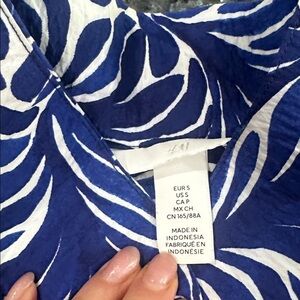 H&M
EUR S
US S
CA P
MX CH
CN 165/88A
MADE IN
INDONESIA
FABRIQUÉ EN
INDONÉSIE